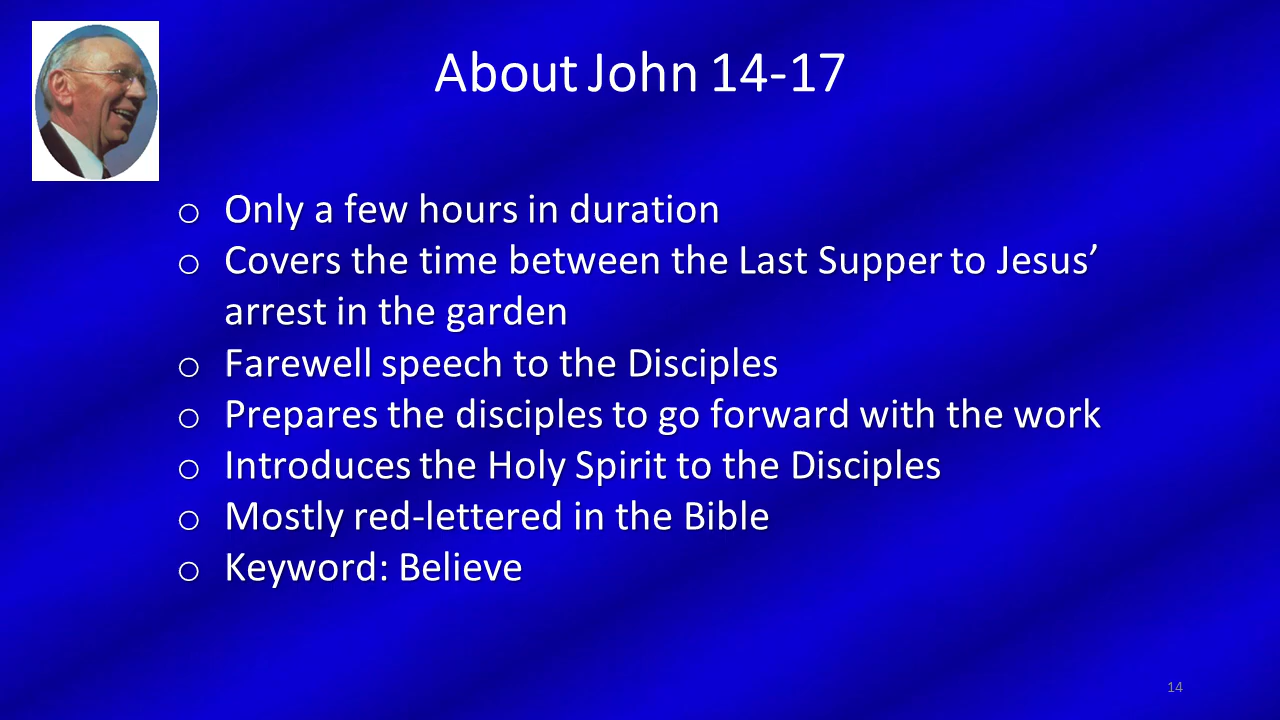 About John 14-17
o Only a few hours in duration
o Covers the time between the Last Supper to Jesus’
arrest in the garden
o Farewell speech to the Disciples
o Prepares the disciples to go forward with the work
o Introduces the Holy Spirit to the Disciples
o Mostly red-lettered in the Bible
o Keyword: Believe
14